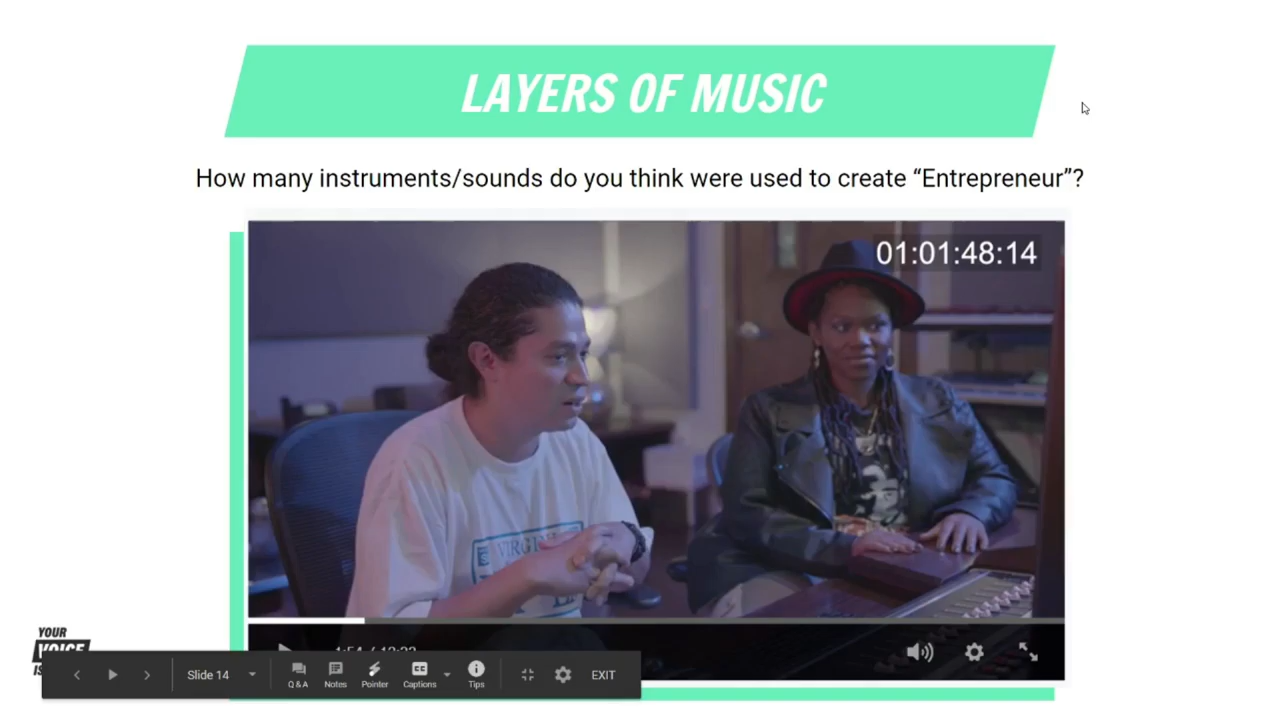 LAYERS OF MUSIC
How many instruments/sounds do you think were used to create “Entrepreneur”?
01:01:48:14
YOUR
VOICE
Slide 14
Q & A
Notes
Pointer
CC
Captions
Tips
EXIT